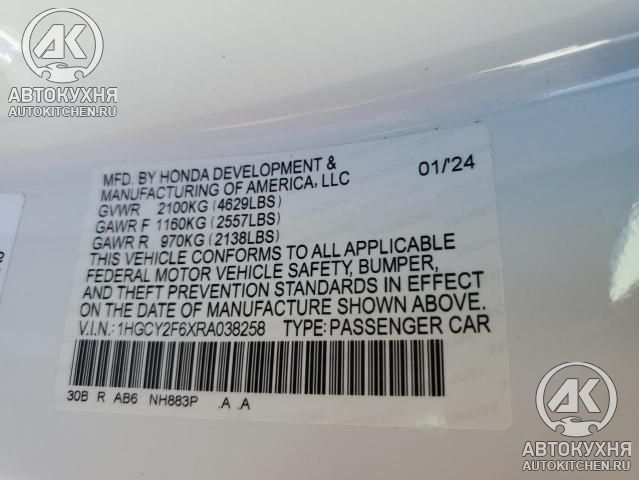 АК
АВТОКУХНЯ
AUTOKITCHEN.RU
MFD. BY HONDA DEVELOPMENT &
MANUFACTURING OF AMERICA, LLC 01/'24
GVWR 2100KG (4629LBS)
GAWR F 1160KG (2557LBS)
GAWR R 970KG (2138LBS)
THIS VEHICLE CONFORMS TO ALL APPLICABLE
FEDERAL MOTOR VEHICLE SAFETY, BUMPER,
AND THEFT PREVENTION STANDARDS IN EFFECT
ON THE DATE OF MANUFACTURE SHOWN ABOVE.
V.I.N.: 1HGCY2F6XRA038258 TYPE: PASSENGER CAR
30B R AB6 NH883P .A .A
АК
АВТОКУХНЯ
AUTOKITCHEN.RU